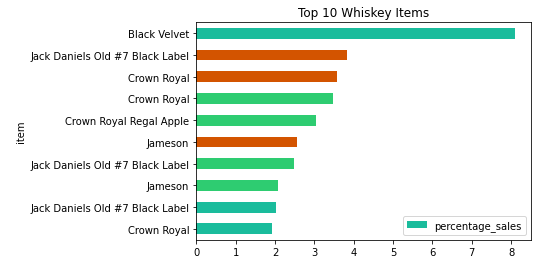 Top 10 Whiskey Items
Black Velvet
Jack Daniels Old #7 Black Label
Crown Royal
Crown Royal
Crown Royal Regal Apple
Jameson
Jack Daniels Old #7 Black Label
Jameson
Jack Daniels Old #7 Black Label
Crown Royal
item
percentage_sales
0 1 2 3 4 5 6 7 8